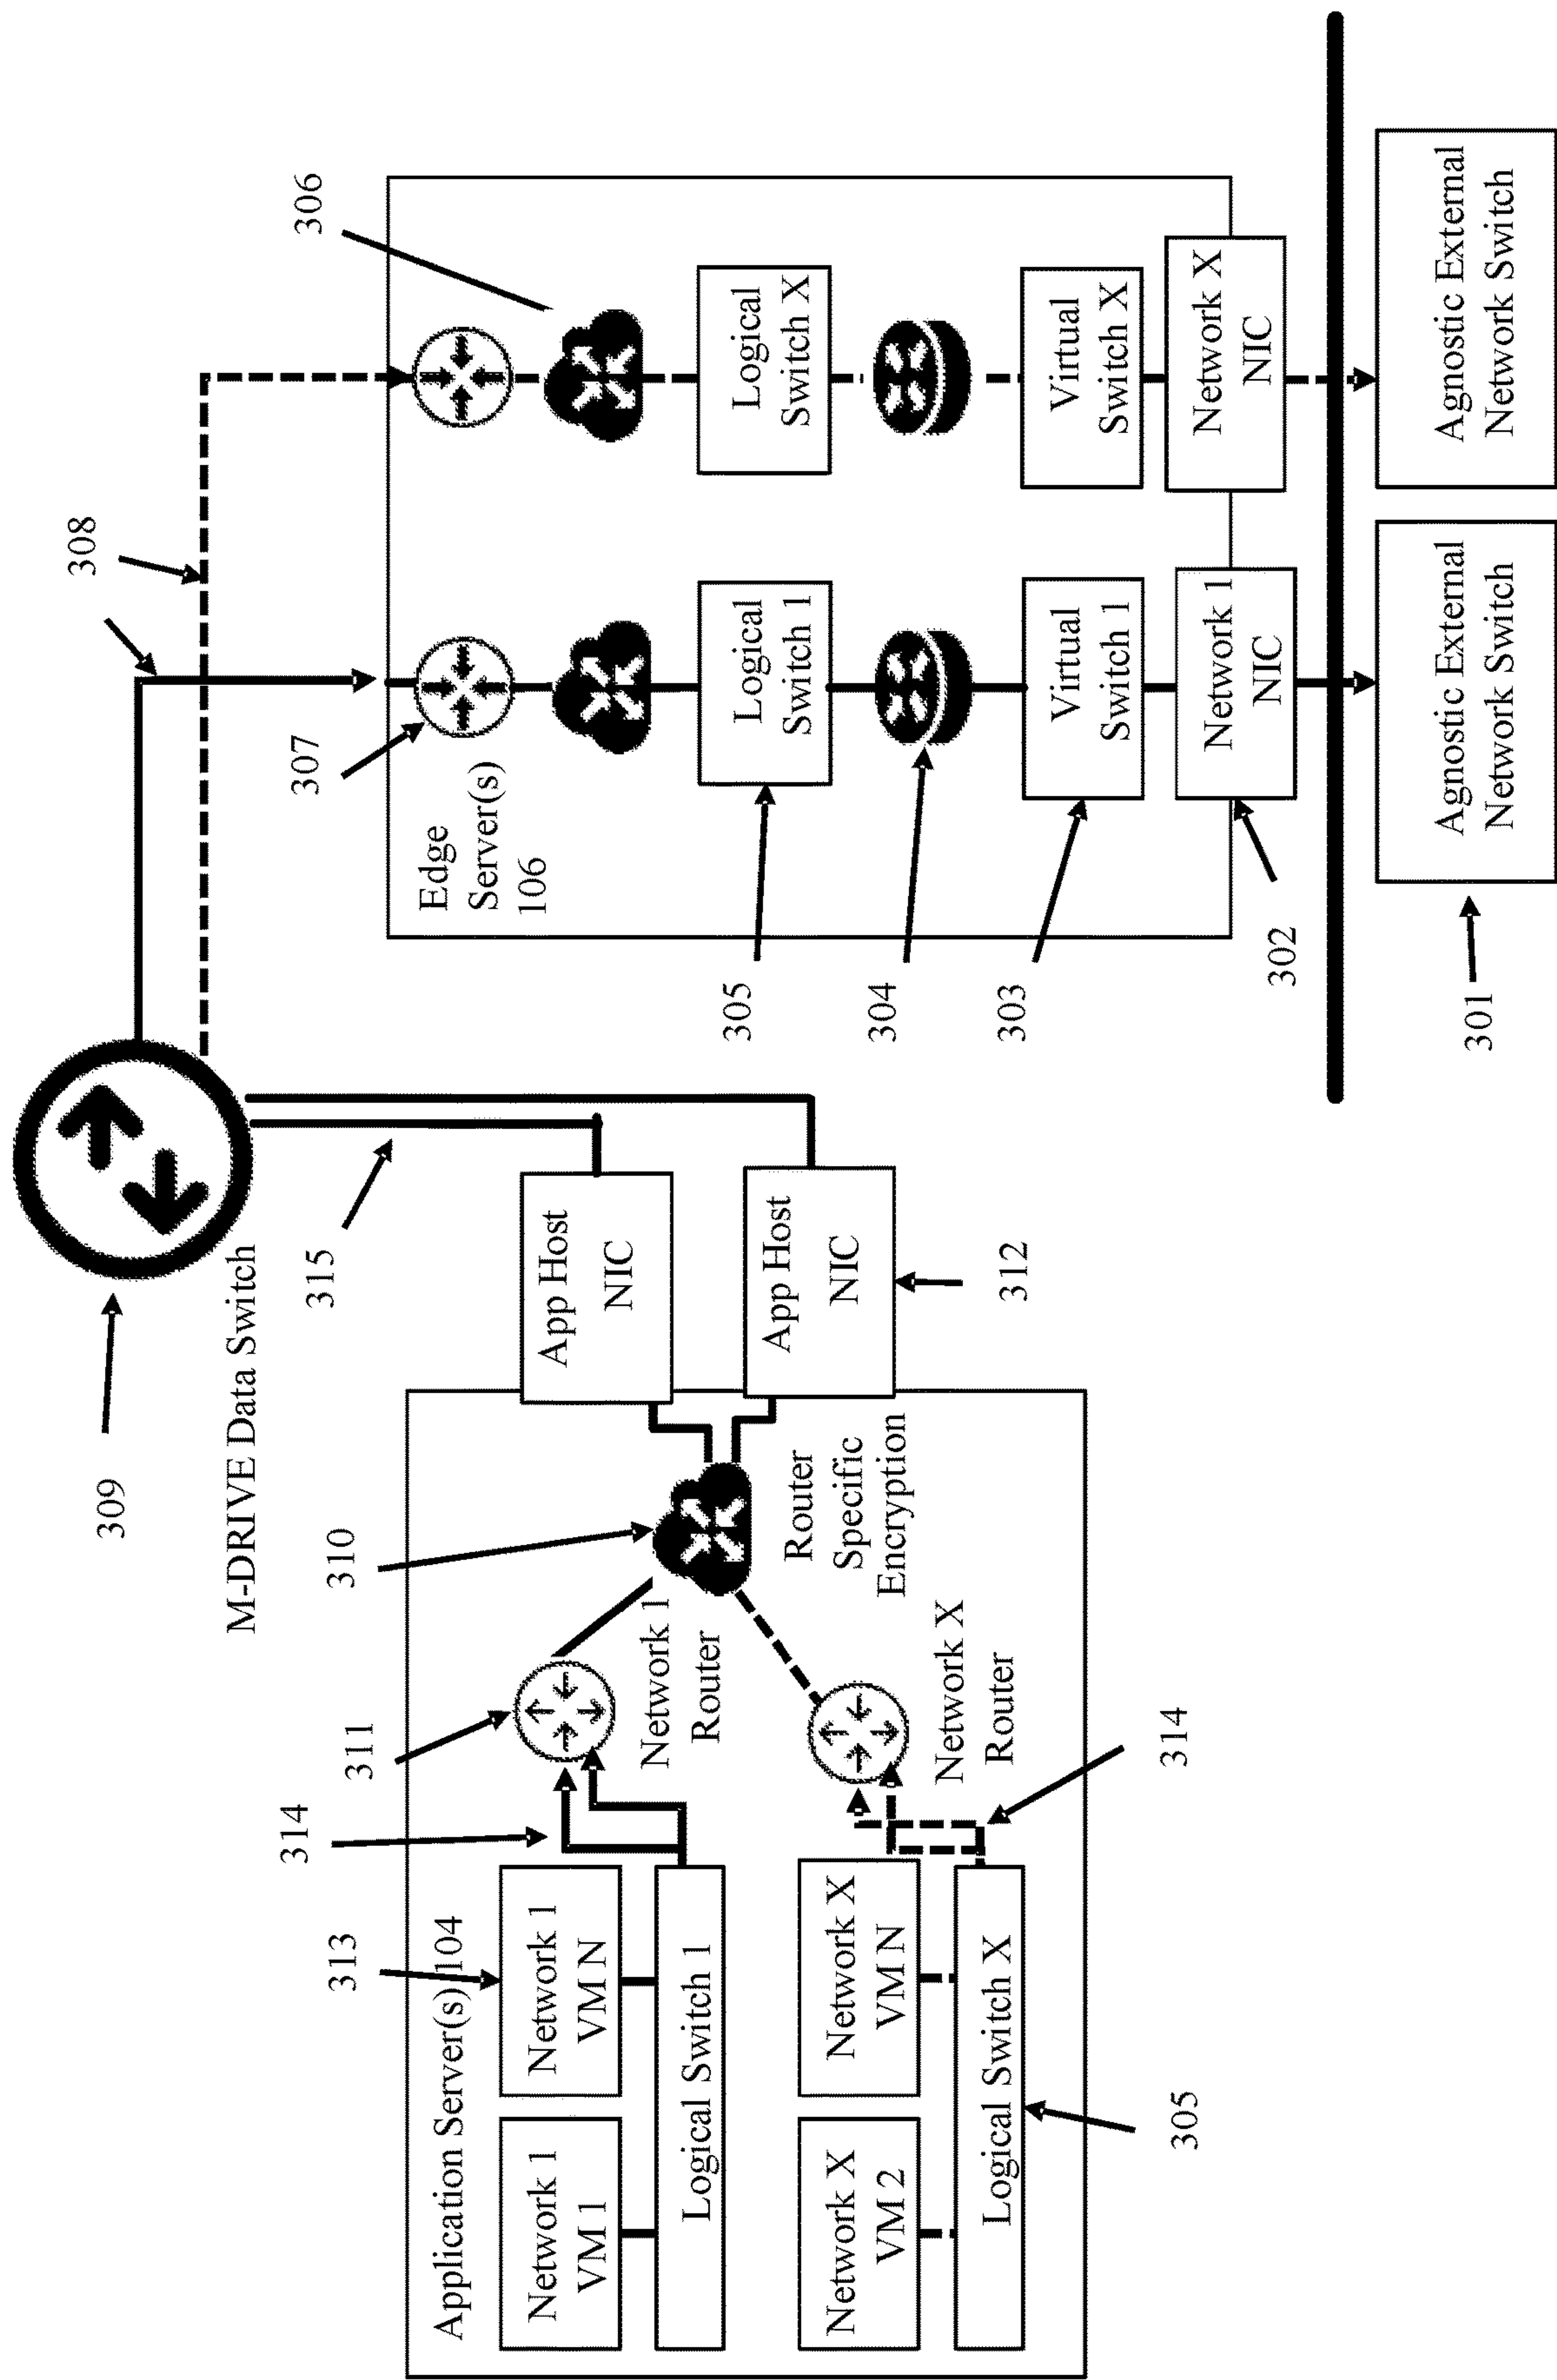 309
M-DRIVE Data Switch
308
315
Application Server(s) 104
313
314
311
310
Network 1
VM 1
Network 1
VM N
Logical Switch 1
Network 1
Router
App Host
NIC
App Host
NIC
312
Router
Specific
Encryption
Network X
VM 2
Network X
VM N
Logical Switch X
Network X
Router
305
314
307
306
Edge
Server(s)
106
Logical
Switch 1
Logical
Switch X
305
304
Virtual
Switch 1
Virtual
Switch X
303
Network 1
NIC
Network X
NIC
302
301
Agnostic External
Network Switch
Agnostic External
Network Switch